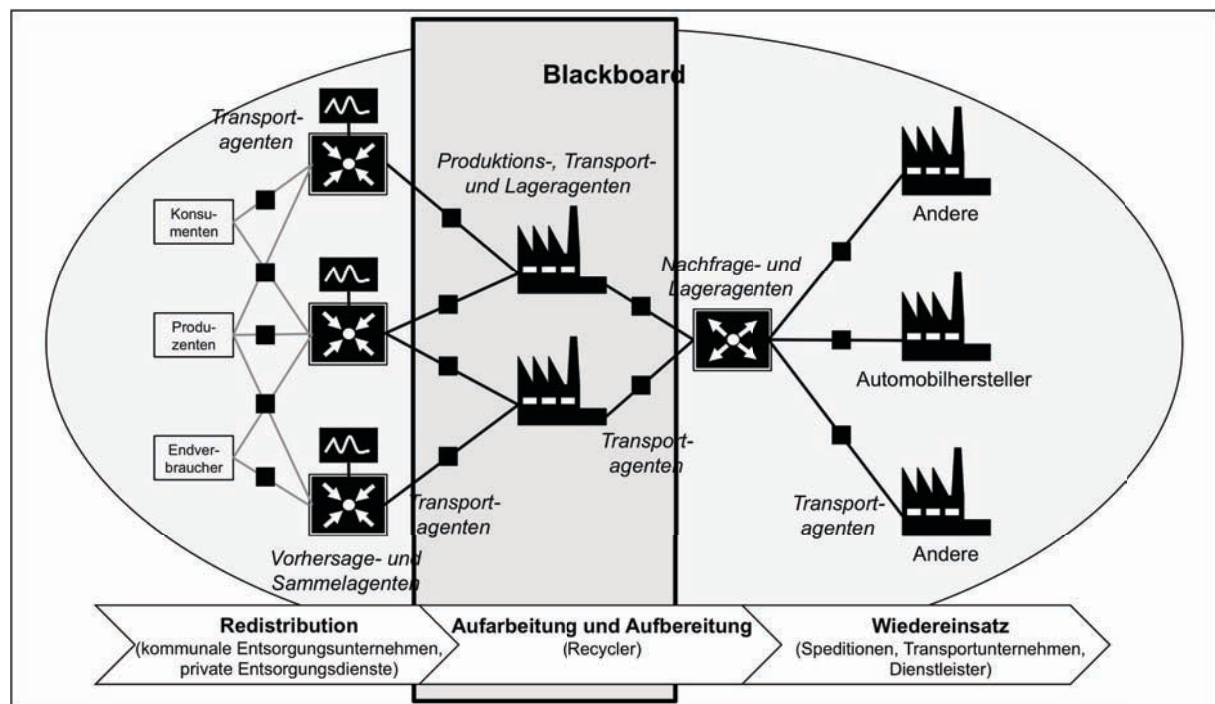 Blackboard
Transport-
agenten
Produktions-, Transport-
und Lageragenten
Konsu-
menten
Andere
Nachfrage- und
Lageragenten
Produ-
zenten
Automobilhersteller
Endver-
braucher
Transport-
agenten
Transport-
agenten
Transport-
agenten
Vorhersage- und
Sammelagenten
Andere
Redistribution
(kommunale Entsorgungsunternehmen,
private Entsorgungsdienste)
Aufarbeitung und Aufbereitung
(Recycler)
Wiedereinsatz
(Speditionen, Transportunternehmen,
Dienstleister)